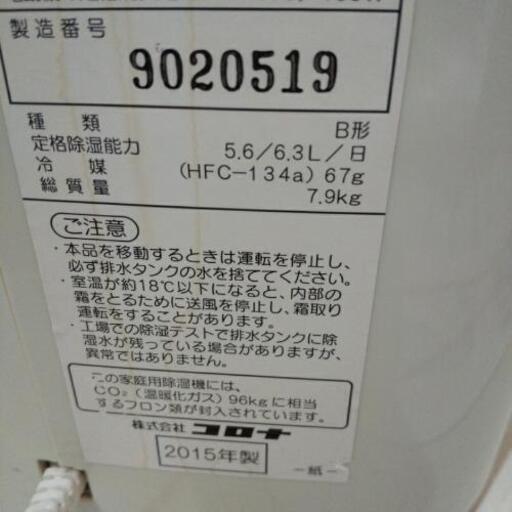 製造番号
9020519
種類 B形
定格除湿能力 5.6/6.3L/日
冷媒 (HFC-134a) 67g
総質量 7.9kg
ご注意
・本品を移動するときは運転を停止し、
必ず排水タンクの水を捨ててください。
・室温が約18℃以下になると、内部の
霜をとるために送風を停止し、霜取り
運転をすることがあります。
・工場での除湿テストで排水タンクに除
湿水が残っている場合がありますが、
異常ではありません。
この家庭用除湿機には、
CO₂（温暖化ガス）96kgに相当
するフロン類が封入されています。
株式会社 コロナ
2015年製
－紙－